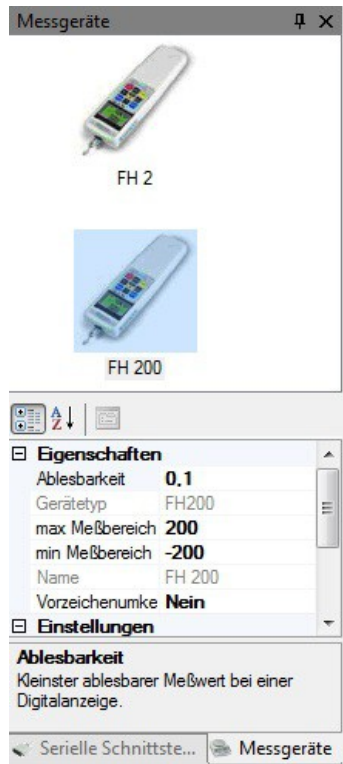 Messgeräte
FH 2
FH 200
Eigenschaften
Ablesbarkeit 0,1
Gerätetyp FH200
max Meßbereich 200
min Meßbereich -200
Name FH 200
Vorzeichenumke Nein
Einstellungen
Ablesbarkeit
Kleinster ablesbarer Meßwert bei einer
Digitalanzeige.
Serielle Schnittste... Messgeräte